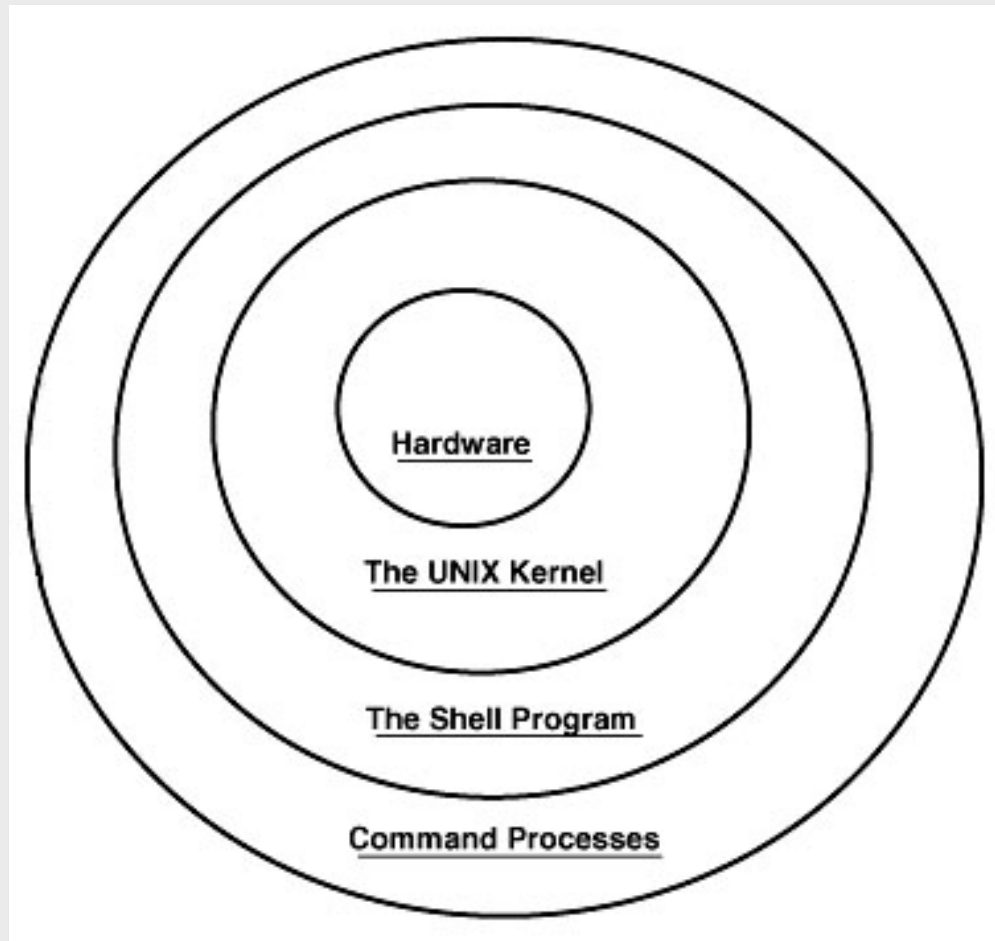 Hardware
The UNIX Kernel
The Shell Program
Command Processes